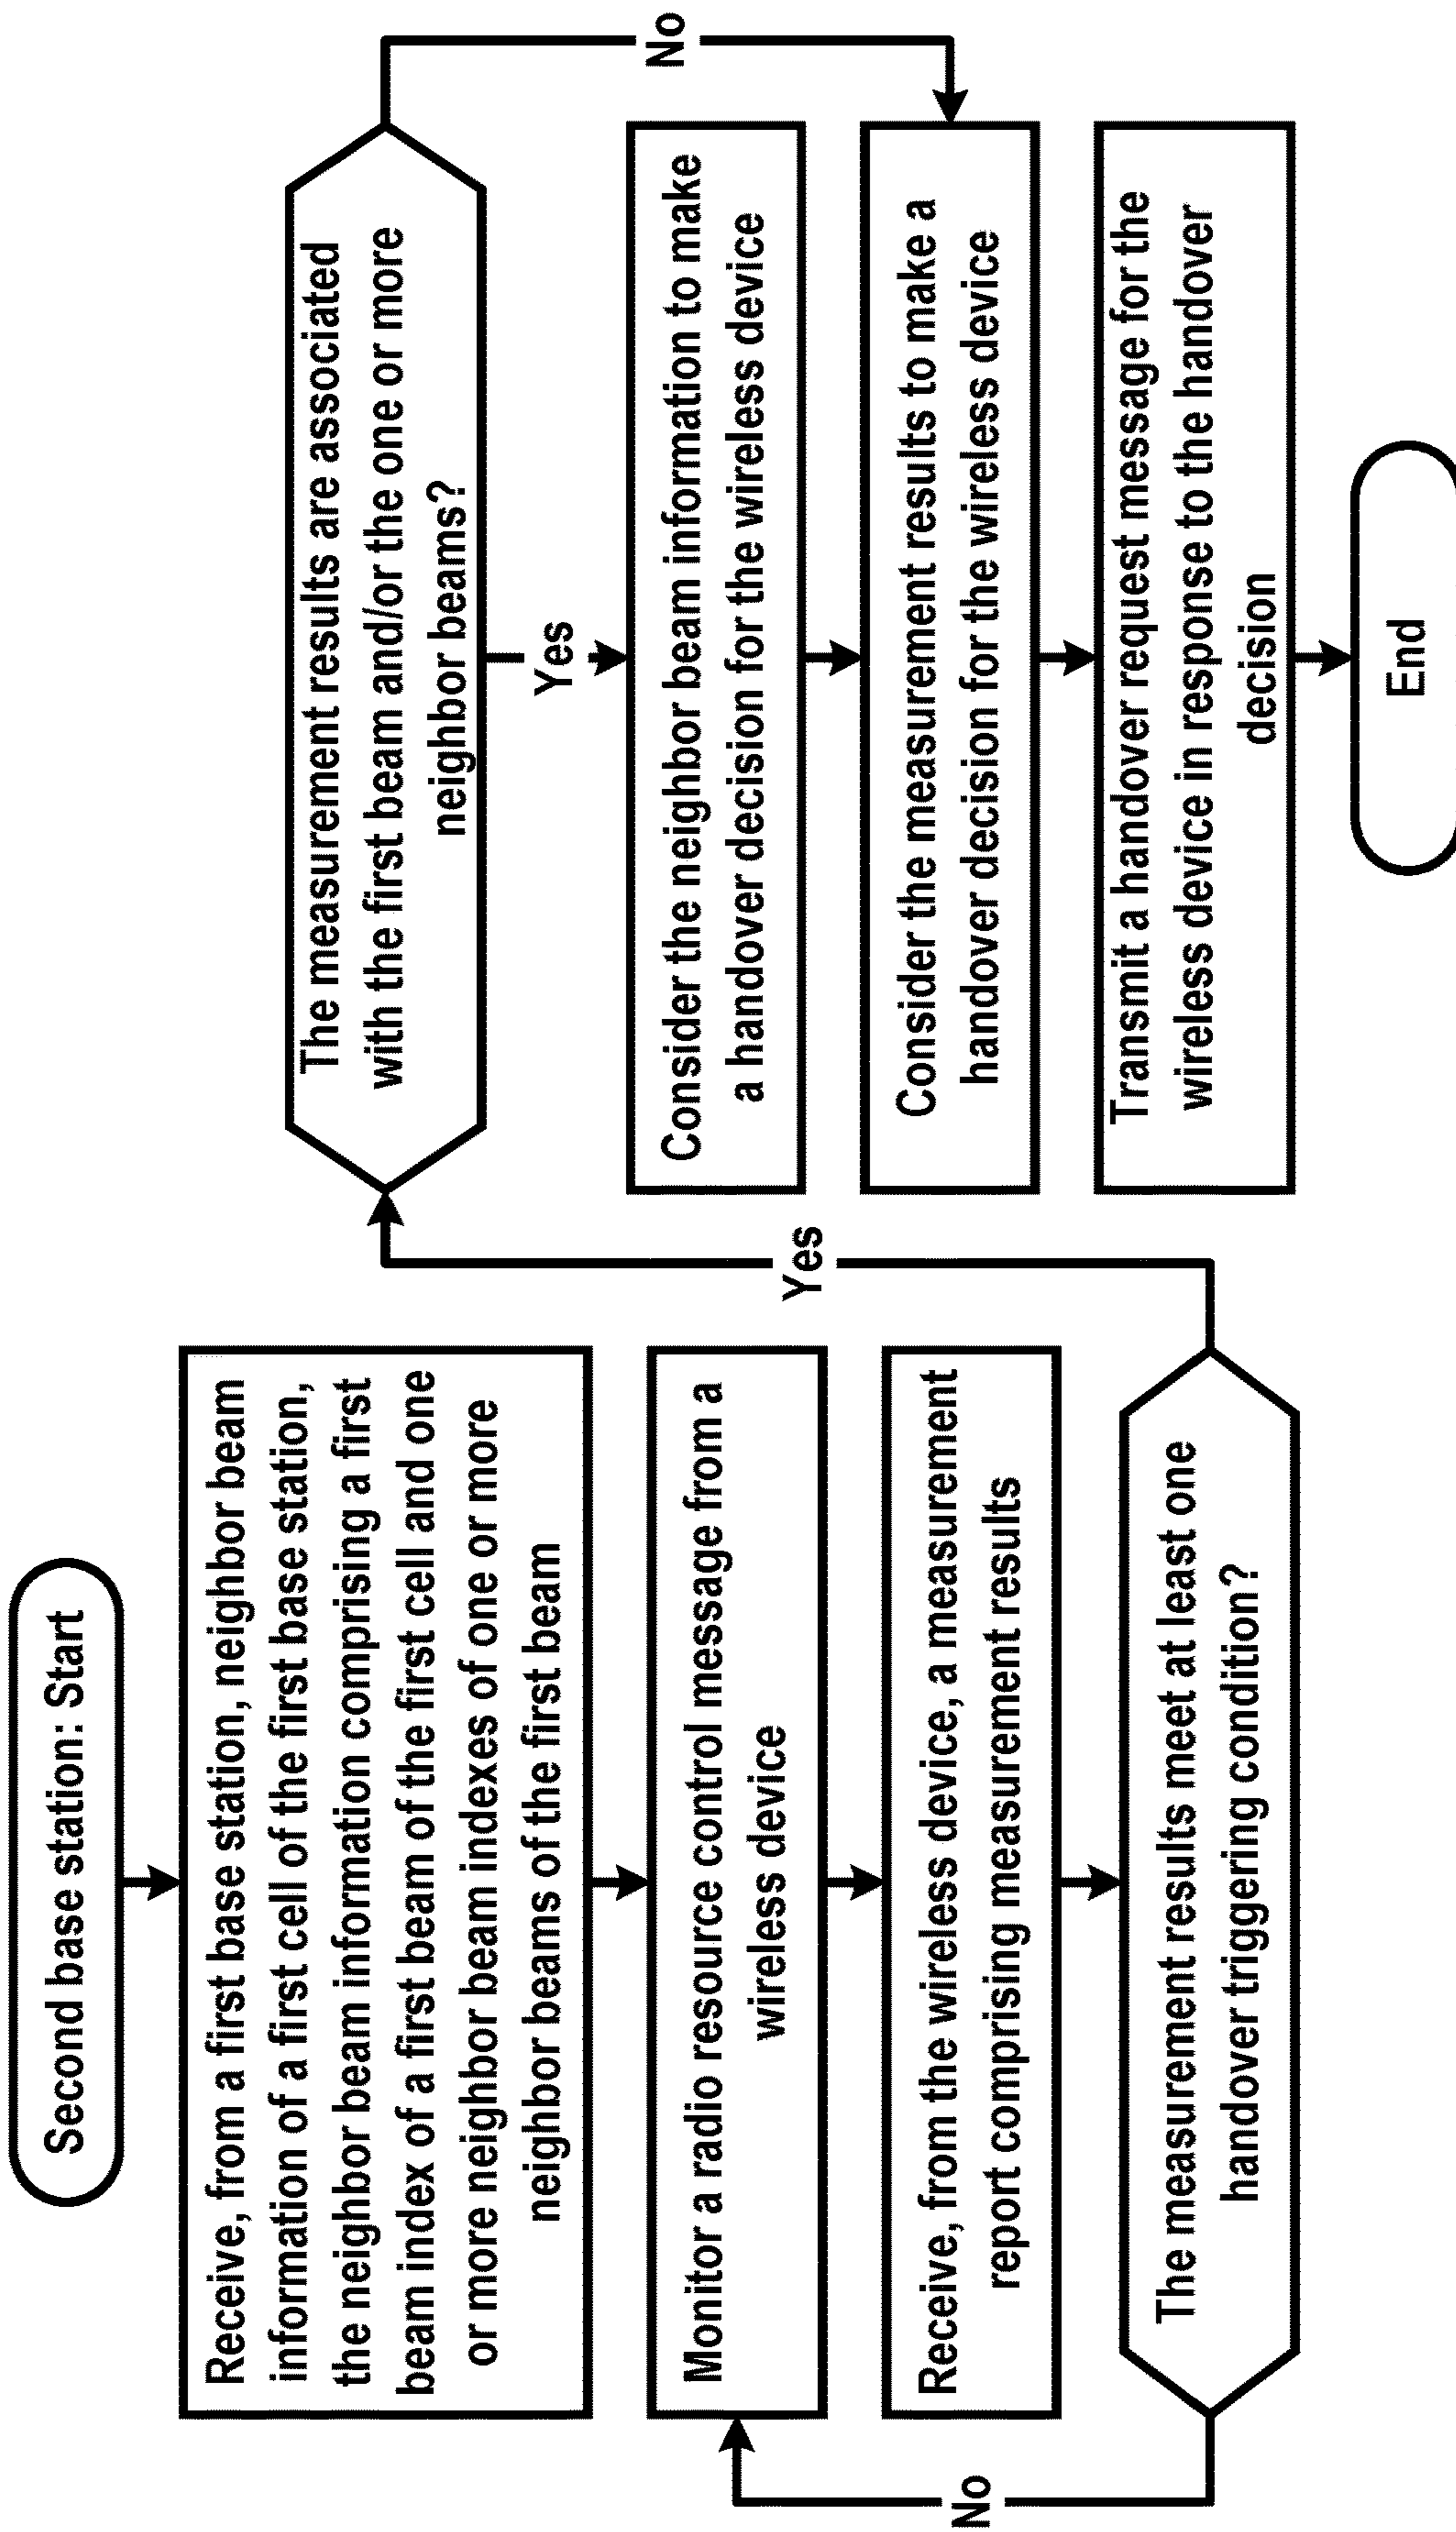 Second base station: Start
Receive, from a first base station, neighbor beam
information of a first cell of the first base station,
the neighbor beam information comprising a first
beam index of a first beam of the first cell and one
or more neighbor beam indexes of one or more
neighbor beams of the first beam
Monitor a radio resource control message from a
wireless device
Receive, from the wireless device, a measurement
report comprising measurement results
The measurement results meet at least one
handover triggering condition?
No
Yes
The measurement results are associated
with the first beam and/or the one or more
neighbor beams?
Yes
No
Consider the neighbor beam information to make
a handover decision for the wireless device
Consider the measurement results to make a
handover decision for the wireless device
Transmit a handover request message for the
wireless device in response to the handover
decision
End